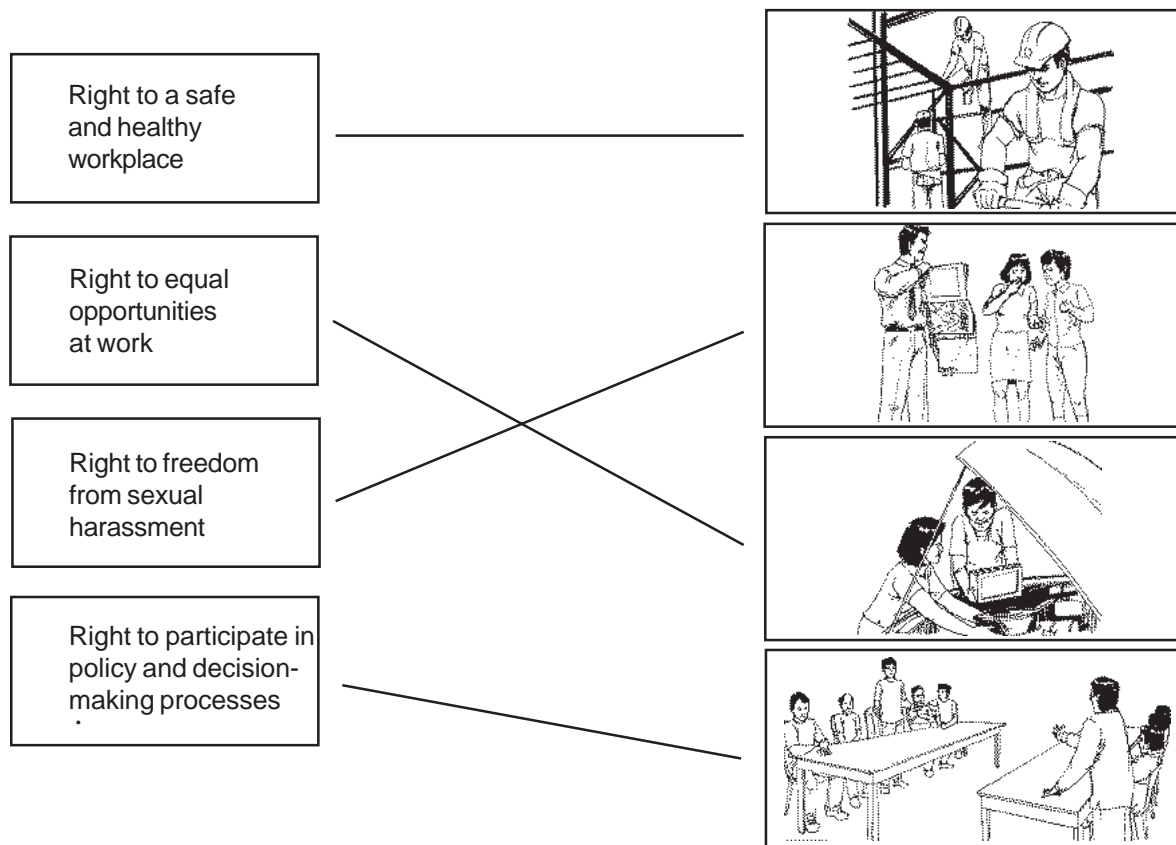 Right to a safe
and healthy
workplace
Right to equal
opportunities
at work
Right to freedom
from sexual
harassment
Right to participate in
policy and decision-
making processes
.